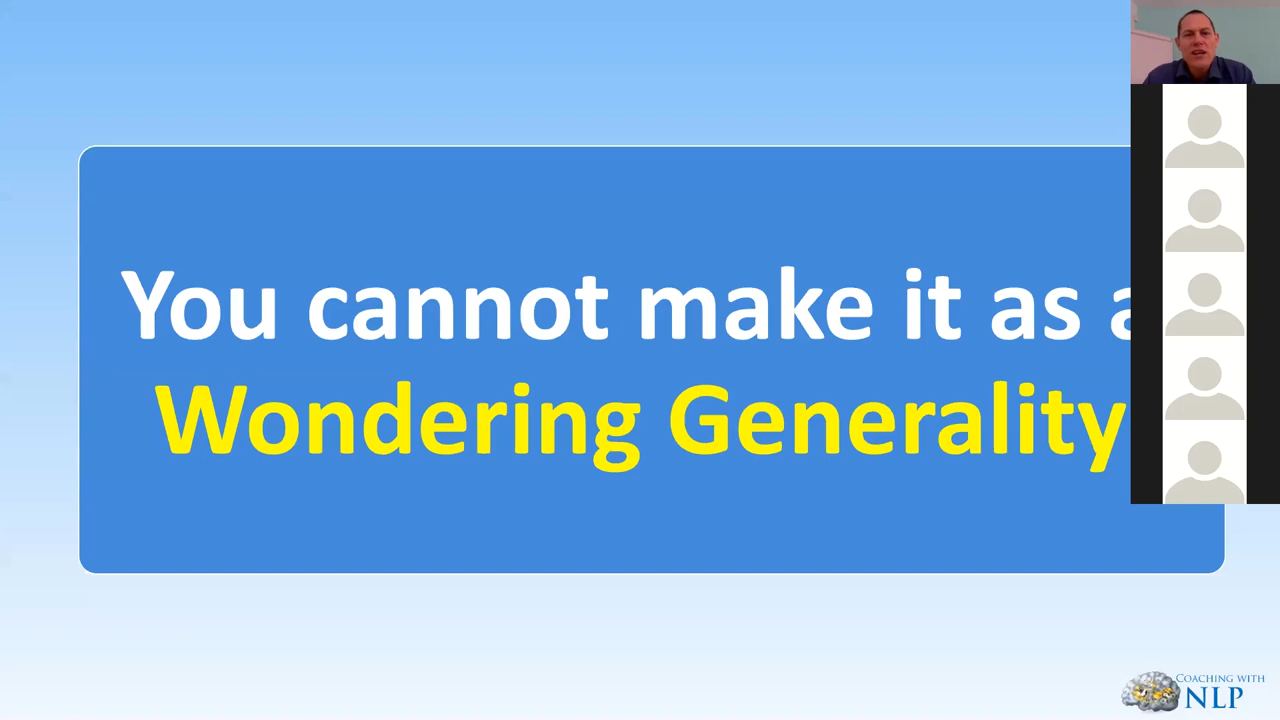 You cannot make it as a
Wondering Generality
COACHING WITH
NLP